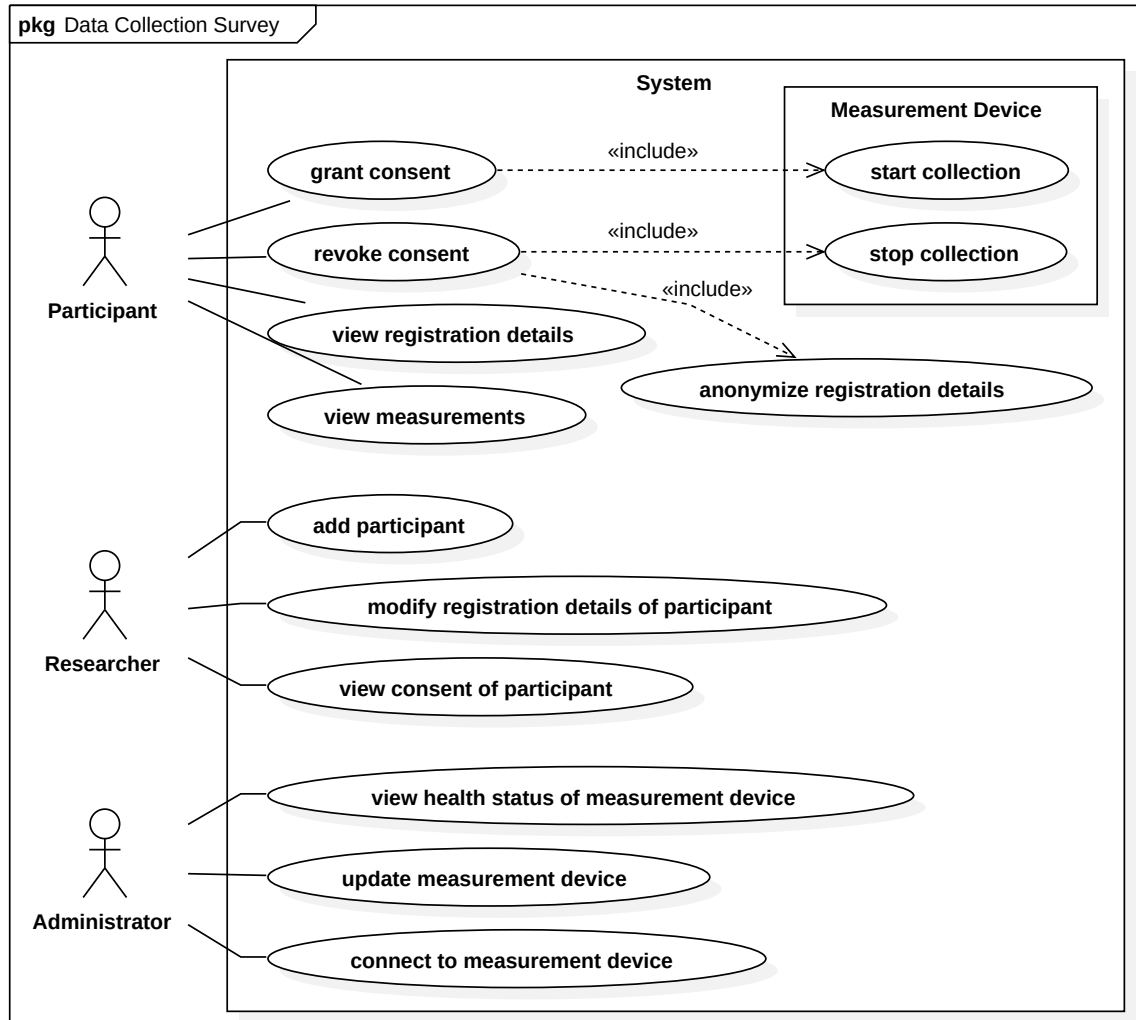 pkg Data Collection Survey
System
Measurement Device
grant consent
«include»
start collection
revoke consent
«include»
stop collection
Participant
«include»
view registration details
anonymize registration details
view measurements
add participant
modify registration details of participant
Researcher
view consent of participant
view health status of measurement device
update measurement device
Administrator
connect to measurement device